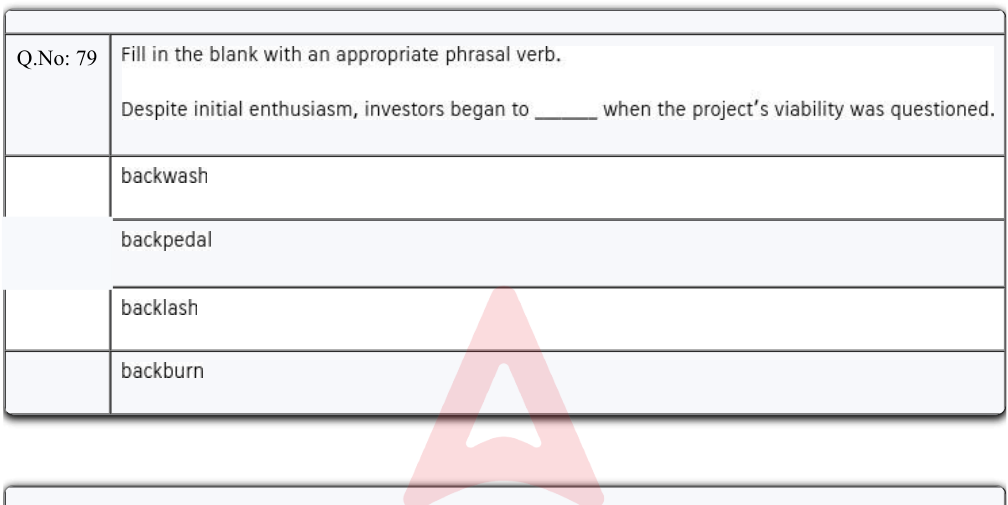 Q.No: 79
Fill in the blank with an appropriate phrasal verb.
Despite initial enthusiasm, investors began to ______ when the project's viability was questioned.
backwash
backpedal
backlash
backburn